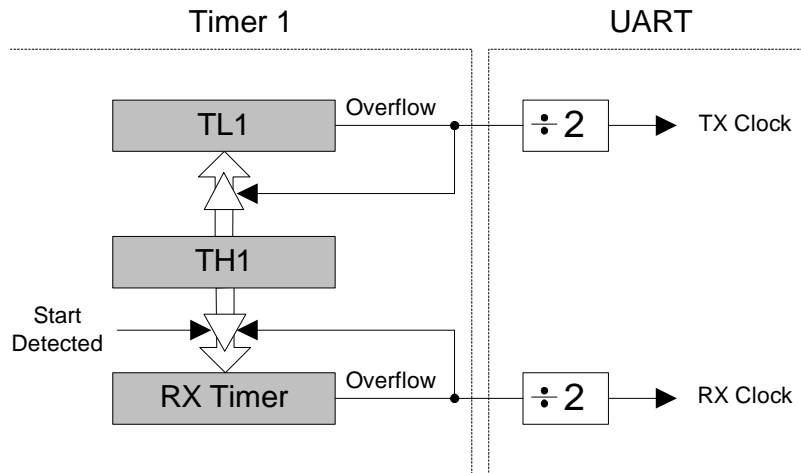 Timer 1
UART
TL1
Overflow
÷ 2
TX Clock
TH1
Start
Detected
RX Timer
Overflow
÷ 2
RX Clock